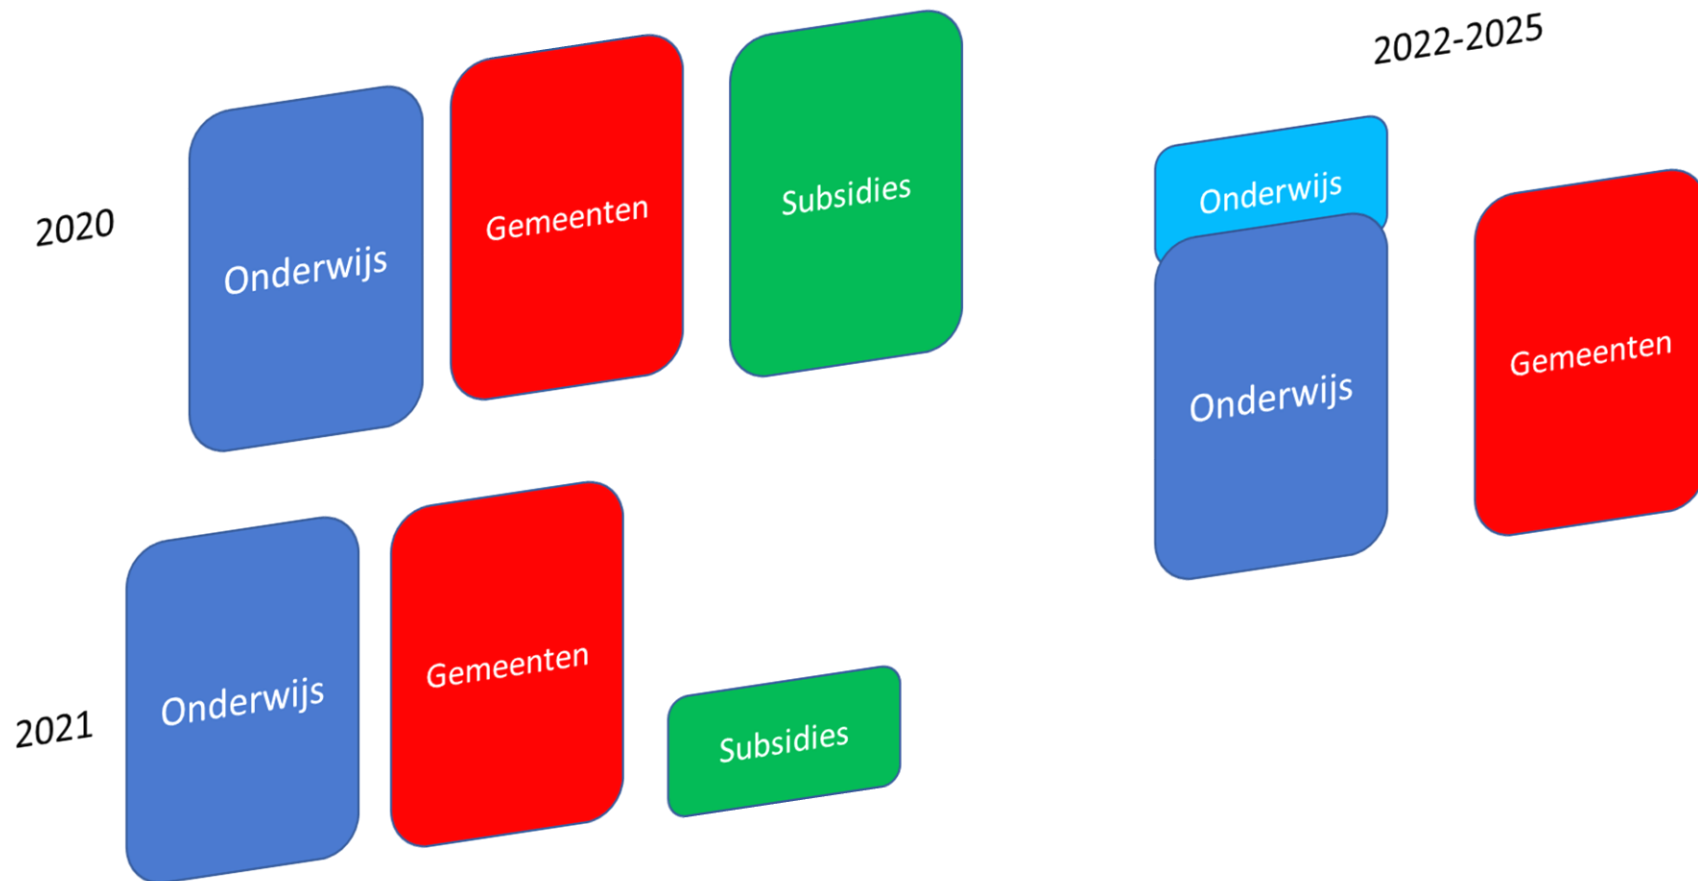 2020
Onderwijs
Gemeenten
Subsidies
2021
Onderwijs
Gemeenten
Subsidies
2022-2025
Onderwijs
Onderwijs
Gemeenten